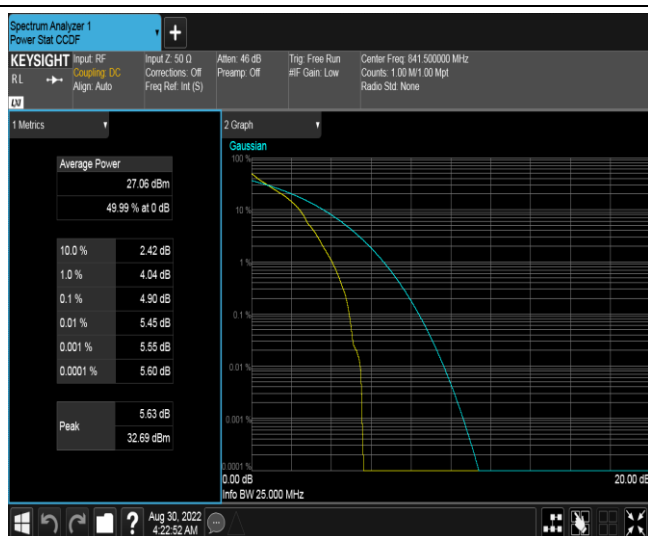 Spectrum Analyzer 1
Power Stat CCDF
+
KEYSIGHT
RL
LXI
Input: RF
Coupling: DC
Align: Auto
Input Z: 50 Ω
Corrections: Off
Freq Ref: Int (S)
Atten: 46 dB
Preamp: Off
Trig: Free Run
#IF Gain: Low
Center Freq: 841.500000 MHz
Counts: 1.00 M/1.00 Mpt
Radio Std: None
1 Metrics
Average Power
27.06 dBm
49.99 % at 0 dB
10.0 % 2.42 dB
1.0 % 4.04 dB
0.1 % 4.90 dB
0.01 % 5.45 dB
0.001 % 5.55 dB
0.0001 % 5.60 dB
Peak
5.63 dB
32.69 dBm
2 Graph
Gaussian
100 %
10 %
1 %
0.1 %
0.01 %
0.001 %
0.0001 %
0.00 dB
20.00 dB
Info BW 25.000 MHz
?
Aug 30, 2022
4:22:52 AM